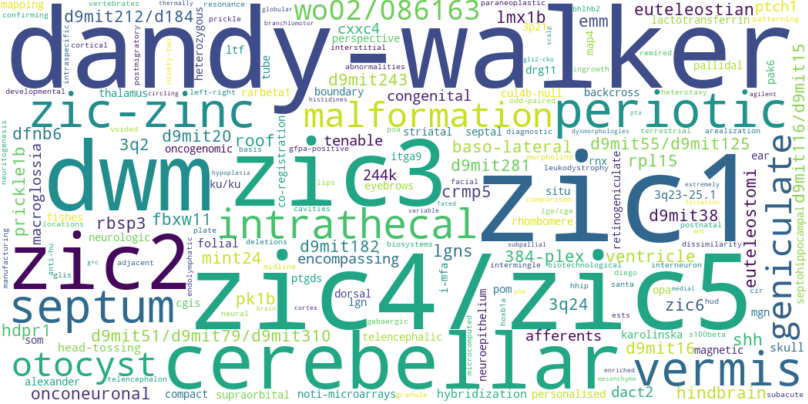 vertebrates
thermally
resonance
paraneoplastic
bhlhb2
mapping
confirming
d9mit212/d184
intraspecific
cortical
postmigratory
heterozygous
prickle
globular
branchiomotor
wo02/086163
cxxc4
perspective
interstitial
abnormalities
map4
scalp
lmx1b
emm
3p21
euteleostian
lactotransferrin
ptch1
patterning
dandy-walker
ltf
tube
d9mit243
drg11
gli2-cko
ingrowth
rewired
pallidal
pak6
developmental
circling
left-right
rarbeta1
congenital
boundary
cul4b-null
odd-paired
backcross
heterotaxy
agilent
zic-zinc
thalamus
malformation
histidines
periotic
neuritogenesis
dfnb6
voided
d9mit20
roof
oncogenomic
gfpa-positive
tenable
striatal
poa
septal
diagnostic
dysmorphologies
terrestrial
arealization
pta
3q2
basis
hypoplasia
co-registration
itga9
baso-lateral
morpholino
rnx
d9mit55/d9mit125
d9mit116/d9mit15
prickle1b
macroglossia
dwm
ku/ku
lips
zic3
244k
eyebrows
crmp5
d9mit281
leukodystrophy
situ
zic1
rpl15
3q23-25.1
extremely
foliation
ear
fishes
locations
rbsp3
fbxw11
cavities
facial
variable
fated
comparison
lge/cge
rhombomere
retinogeniculate
d9mit38
postnatal
dissimilarity
euteleostomi
geniculate
septohippocampal
intrathecal
neurologic
plate
manufacturing
zic2
anti-hu
glis
g-c
adjacent
folial
endolymphatic
deletions
d9mit182
biosystems
encompassing
lgns
i-mfa
384-plex
subpallial
ventricle
intermingle
biotechnological
medial
mint24
midline
zic4/zic5
septum
cgis
pk1b
neural
brain
ptgds
dorsal
lgn
cortex
pom
neuroepithelium
gnd
hhip
3q24
diego
santa
interneuron
opa
zic6
hud
cir
mgn
hdpr1
som
head-tossing
gabaergic
telencephalic
microcomputed
hoxbta
afferents
ests
karolinska
s100beta
d9mit16
magnetic
shh
skull
d9mit51/d9mit79/d9mit310
otocyst
cerebellar
vermis
alexander
telencephalon
onconeuronal
compact
supraorbital
noti-microarrays
granule
hybridization
personalised
enriched
mesenchyme
dact2
hindbrain
subacute